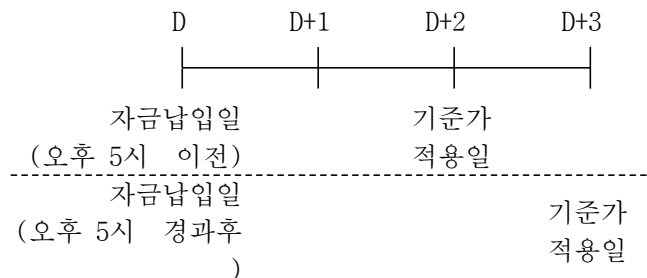 D D+1 D+2 D+3
자금납입일 기준가
(오후 5시 이전) 적용일
자금납입일 기준가
(오후 5시 경과후 적용일
)